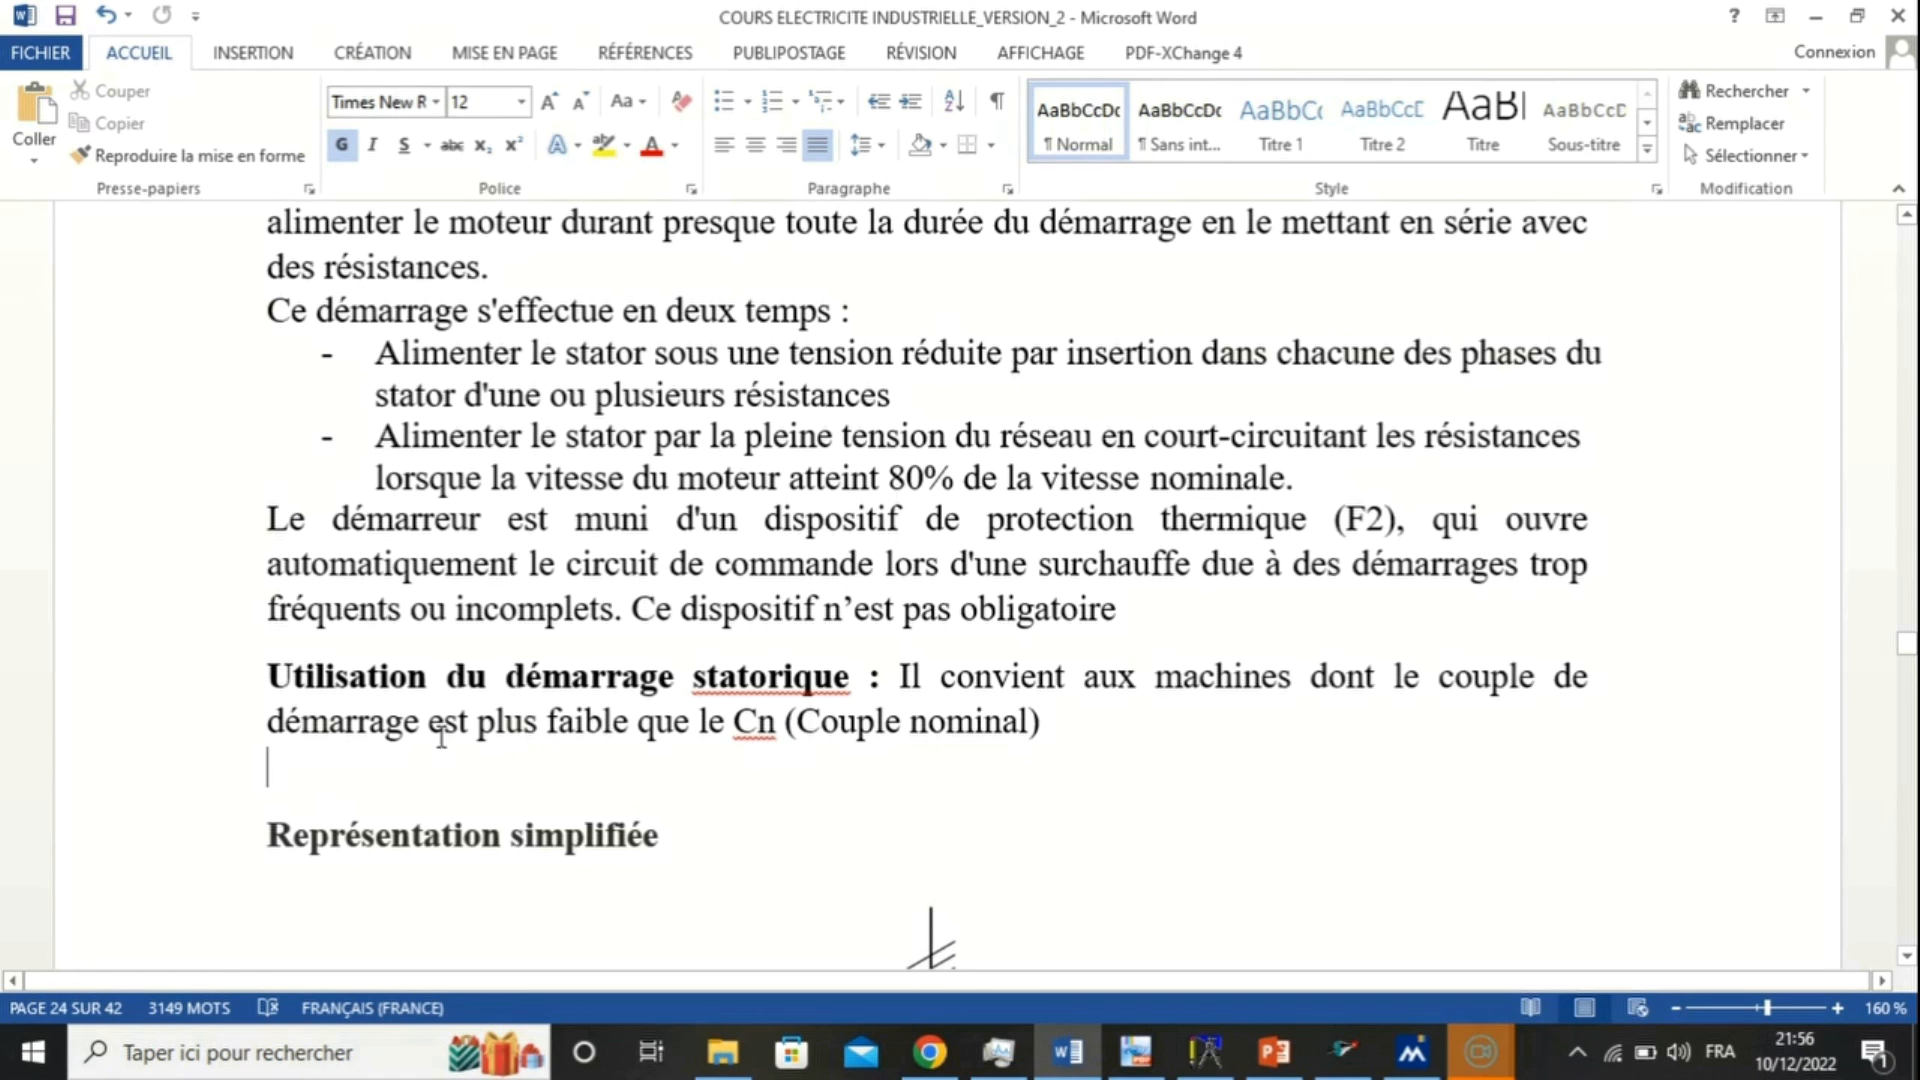 COURS ELECTRICITE INDUSTRIELLE_VERSION_2 - Microsoft Word
?
FICHIER ACCUEIL INSERTION CRÉATION MISE EN PAGE RÉFÉRENCES PUBLIPOSTAGE RÉVISION AFFICHAGE PDF-XChange 4 Connexion
Coller
Couper
Copier
Reproduire la mise en forme
Presse-papiers
Times New R 12
G I S abc x₂ x²
Police
Paragraphe
AaBbCcDc AaBbCcDc AaBbCc AaBbCcD AaBl AaBbCcD
¶ Normal ¶ Sans int... Titre 1 Titre 2 Titre Sous-titre
Style
Rechercher
Remplacer
Sélectionner
Modification
alimenter le moteur durant presque toute la durée du démarrage en le mettant en série avec
des résistances.
Ce démarrage s'effectue en deux temps :
- Alimenter le stator sous une tension réduite par insertion dans chacune des phases du
stator d'une ou plusieurs résistances
- Alimenter le stator par la pleine tension du réseau en court-circuitant les résistances
lorsque la vitesse du moteur atteint 80% de la vitesse nominale.
Le démarreur est muni d'un dispositif de protection thermique (F2), qui ouvre
automatiquement le circuit de commande lors d'une surchauffe due à des démarrages trop
fréquents ou incomplets. Ce dispositif n’est pas obligatoire
Utilisation du démarrage statorique : Il convient aux machines dont le couple de
démarrage est plus faible que le Cn (Couple nominal)
Représentation simplifiée
PAGE 24 SUR 42 3149 MOTS FRANÇAIS (FRANCE) 160 %
Taper ici pour rechercher
FRA
21:56
10/12/2022
1